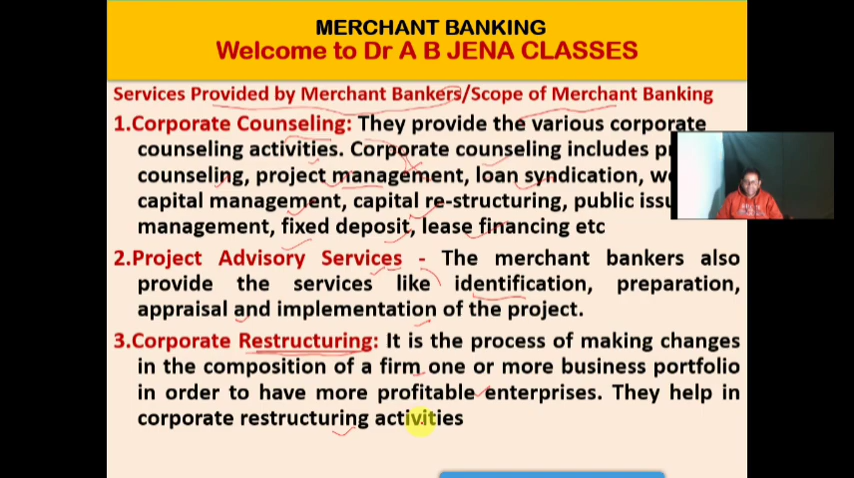 MERCHANT BANKING
Welcome to Dr A B JENA CLASSES
Services Provided by Merchant Bankers/Scope of Merchant Banking
1.Corporate Counseling: They provide the various corporate
counseling activities. Corporate counseling includes
counseling, project management, loan syndication,
capital management, capital re-structuring, public
management, fixed deposit, lease financing etc
2.Project Advisory Services - The merchant bankers also
provide the services like identification, preparation,
appraisal and implementation of the project.
3.Corporate Restructuring: It is the process of making changes
in the composition of a firm one or more business portfolio
in order to have more profitable enterprises. They help in
corporate restructuring activities